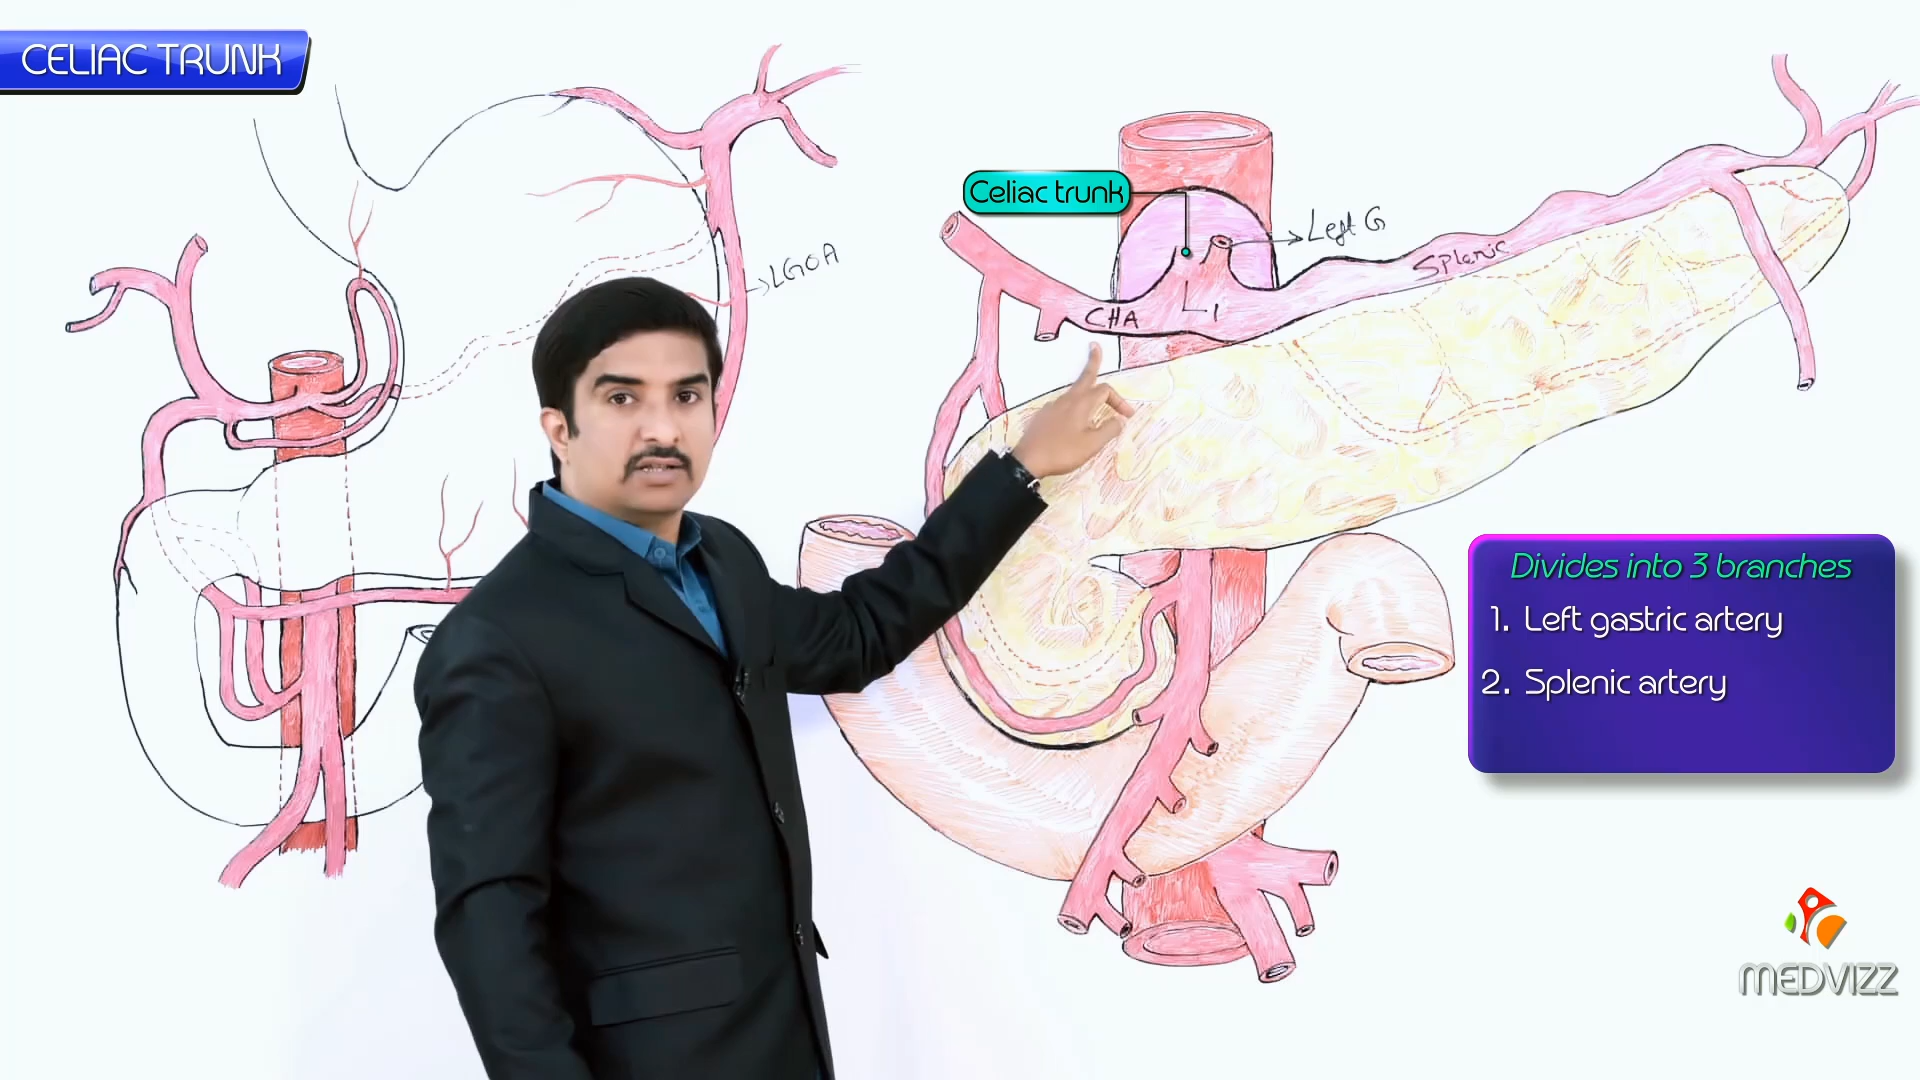 CELIAC TRUNK
Celiac trunk
Left G
Splenic
LGOA
CHA
L1
Divides into 3 branches
1. Left gastric artery
2. Splenic artery
MEDVIZZ